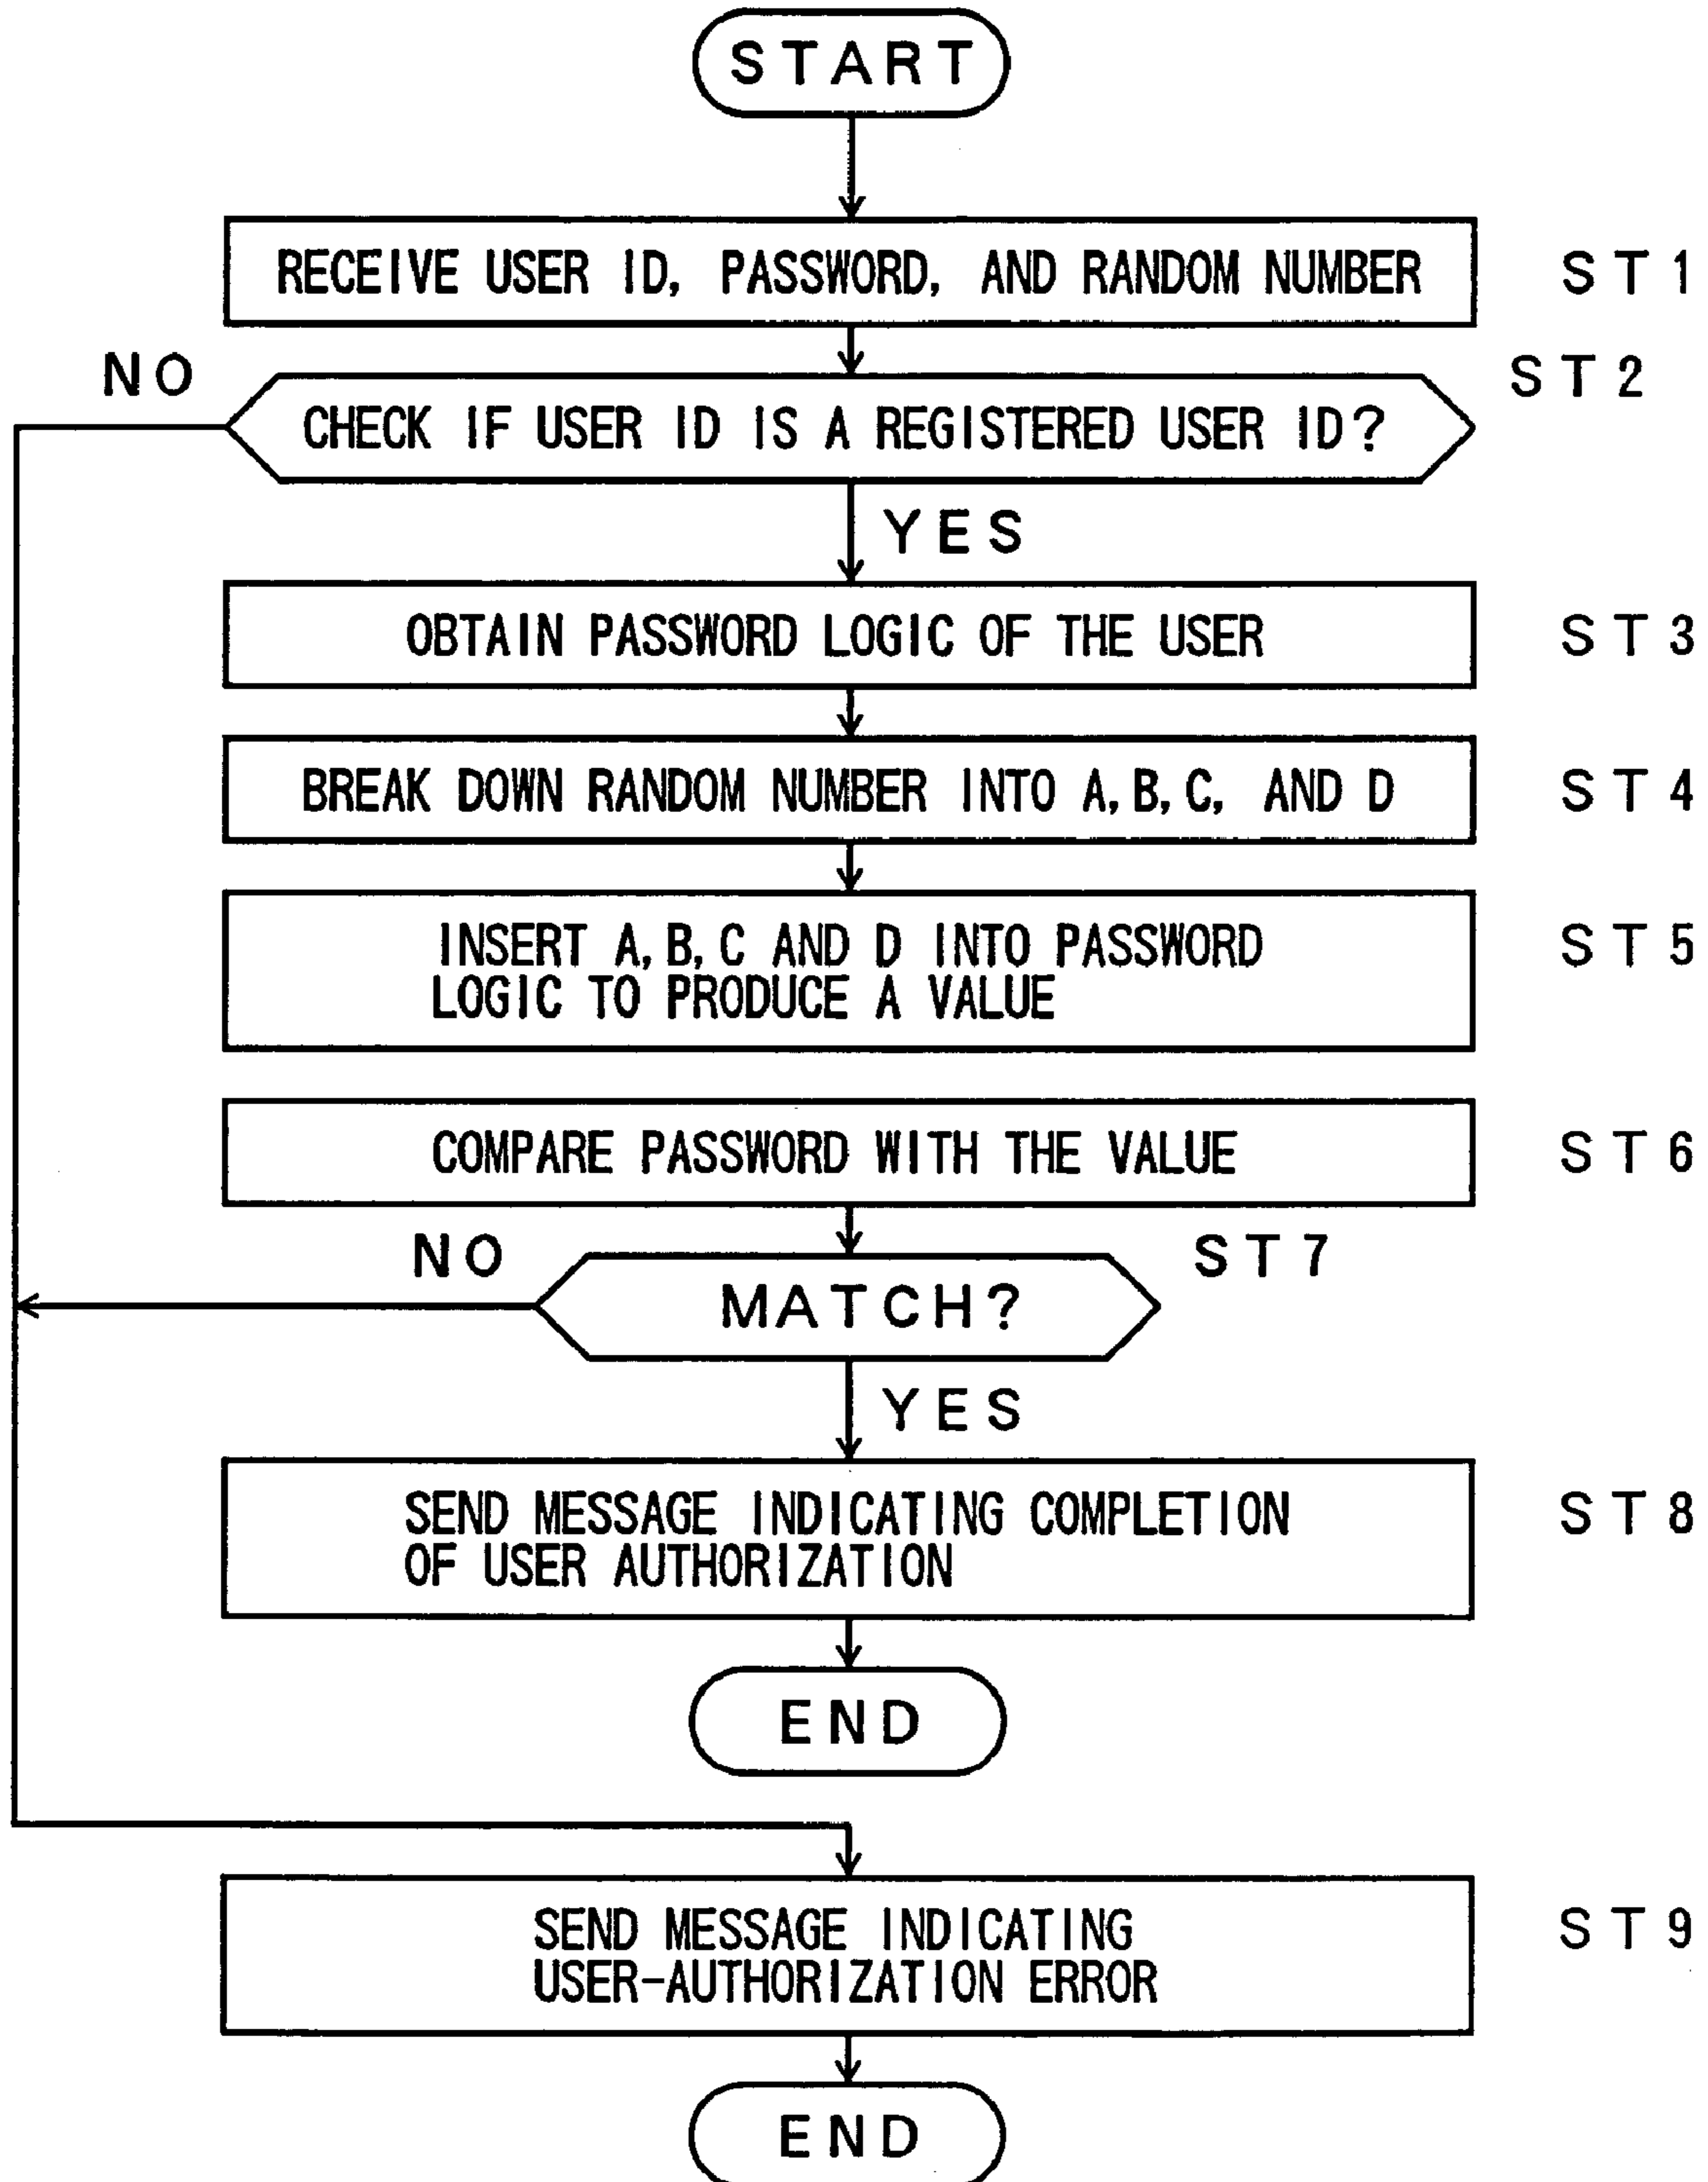 START
RECEIVE USER ID, PASSWORD, AND RANDOM NUMBER
ST1
NO
ST2
CHECK IF USER ID IS A REGISTERED USER ID?
YES
OBTAIN PASSWORD LOGIC OF THE USER
ST3
BREAK DOWN RANDOM NUMBER INTO A, B, C, AND D
ST4
INSERT A, B, C AND D INTO PASSWORD
LOGIC TO PRODUCE A VALUE
ST5
COMPARE PASSWORD WITH THE VALUE
ST6
NO
ST7
MATCH?
YES
SEND MESSAGE INDICATING COMPLETION
OF USER AUTHORIZATION
ST8
END
SEND MESSAGE INDICATING
USER-AUTHORIZATION ERROR
ST9
END